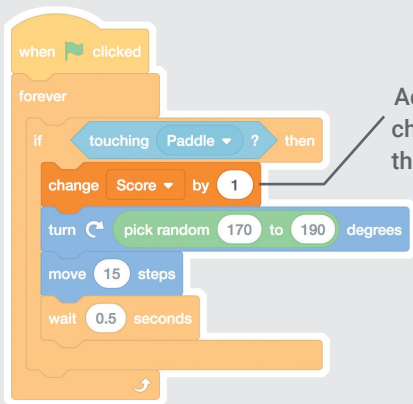 when clicked
forever
if touching Paddle ? then
change Score by 1
turn pick random 170 to 190 degrees
move 15 steps
wait 0.5 seconds